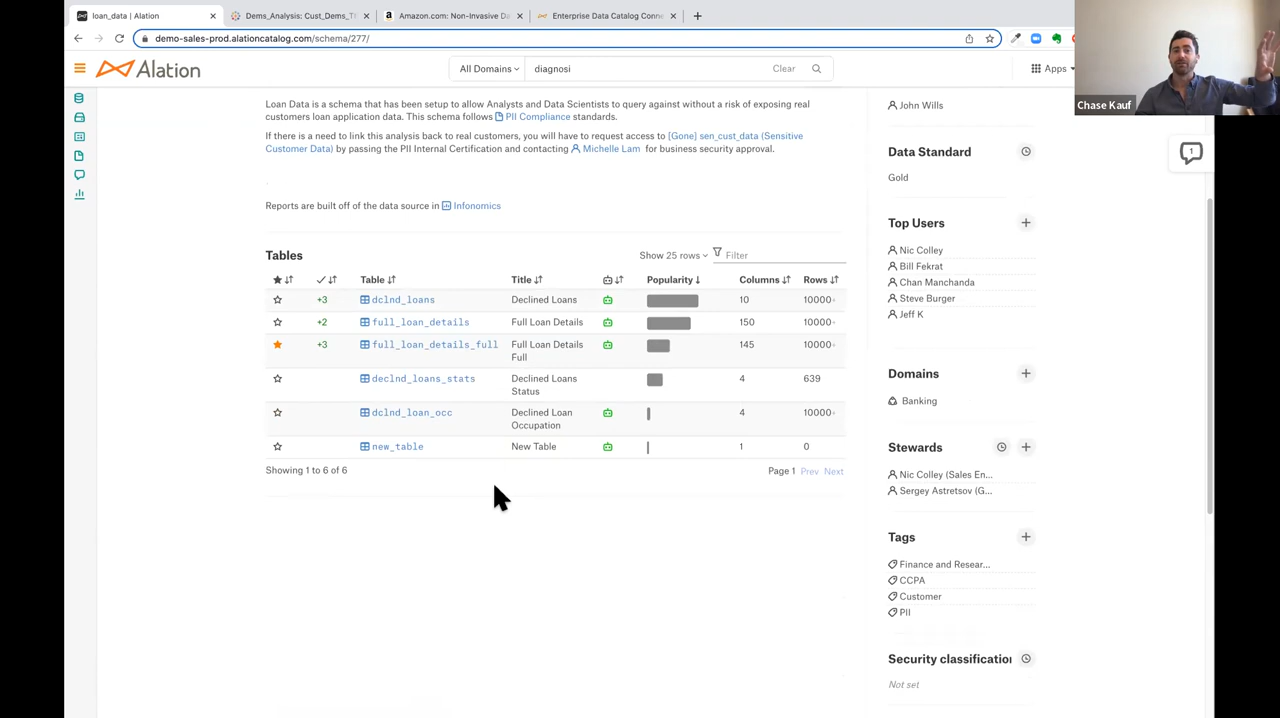 loan_data | Alation
Dems_Analysis: Cust_Dems_T
Amazon.com: Non-Invasive Da
Enterprise Data Catalog Conne
demo-sales-prod.alationcatalog.com/schema/277/
Alation
All Domains
diagnosi
Clear
Apps
Chase Kauf
1
Loan Data is a schema that has been setup to allow Analysts and Data Scientists to query against without a risk of exposing real
customers loan application data. This schema follows PII Compliance standards.
If there is a need to link this analysis back to real customers, you will have to request access to [Gone] sen_cust_data (Sensitive
Customer Data) by passing the PII Internal Certification and contacting Michelle Lam for business security approval.
Reports are built off of the data source in Infonomics
Tables
Show 25 rows
Filter
Table Title Popularity Columns Rows
+3 dclnd_loans Declined Loans 10 10000+
+2 full_loan_details Full Loan Details 150 10000+
+3 full_loan_details_full Full Loan Details 145 10000+
Full
declnd_loans_stats Declined Loans 4 639
Status
dclnd_loan_occ Declined Loan 4 10000+
Occupation
new_table New Table 1 0
Showing 1 to 6 of 6
Page 1 Prev Next
John Wills
Data Standard
Gold
Top Users
Nic Colley
Bill Fekrat
Chan Manchanda
Steve Burger
Jeff K
Domains
Banking
Stewards
Nic Colley (Sales En...
Sergey Astretsov (G...
Tags
Finance and Resear...
CCPA
Customer
PII
Security classification
Not set